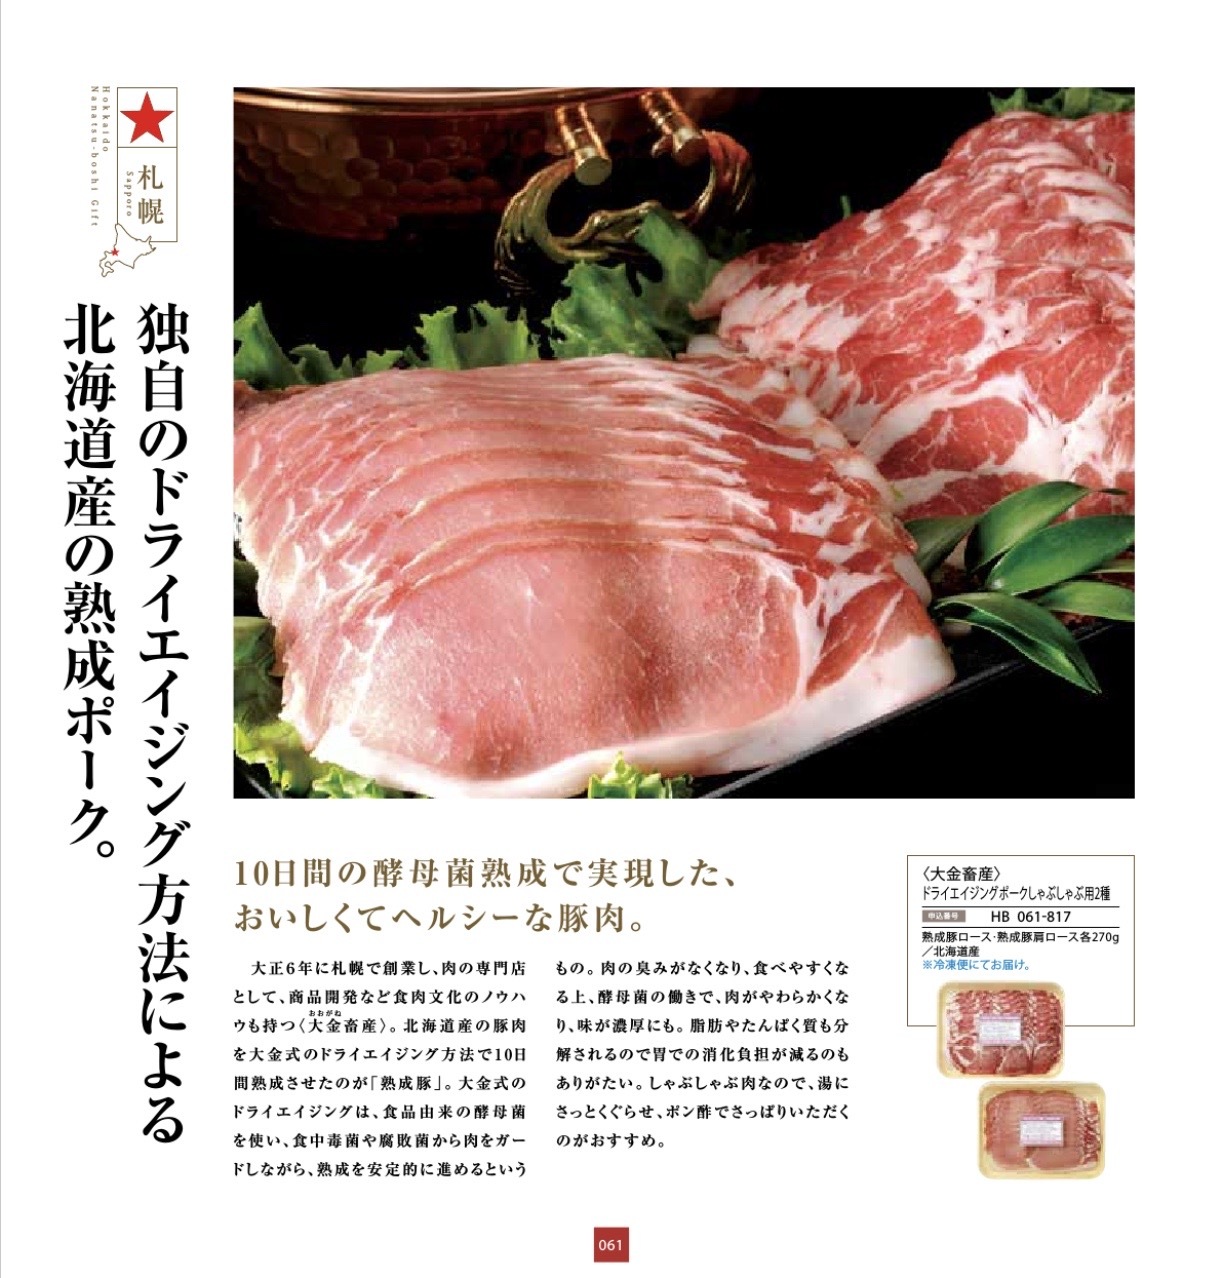 Hokkaido
Nanatsu-boshi Gift
札幌
Sapporo
独自のドライエイジング方法による
北海道産の熟成ポーク。
10日間の酵母菌熟成で実現した、
おいしくてヘルシーな豚肉。
大正6年に札幌で創業し、肉の専門店
として、商品開発など食肉文化のノウハ
おおがね
ウも持つ〈大金畜産〉。北海道産の豚肉
を大金式のドライエイジング方法で10日
間熟成させたのが「熟成豚」。大金式の
ドライエイジングは、食品由来の酵母菌
を使い、食中毒菌や腐敗菌から肉をガー
ドしながら、熟成を安定的に進めるという
もの。肉の臭みがなくなり、食べやすくな
る上、酵母菌の働きで、肉がやわらかくな
り、味が濃厚にも。脂肪やたんぱく質も分
解されるので胃での消化負担が減るのも
ありがたい。しゃぶしゃぶ肉なので、湯に
さっとくぐらせ、ポン酢でさっぱりいただく
のがおすすめ。
〈大金畜産〉
ドライエイジングポークしゃぶしゃぶ用2種
申込番号 HB 061-817
熟成豚ロース・熟成豚肩ロース各270g
／北海道産
※冷凍便にてお届け。
061